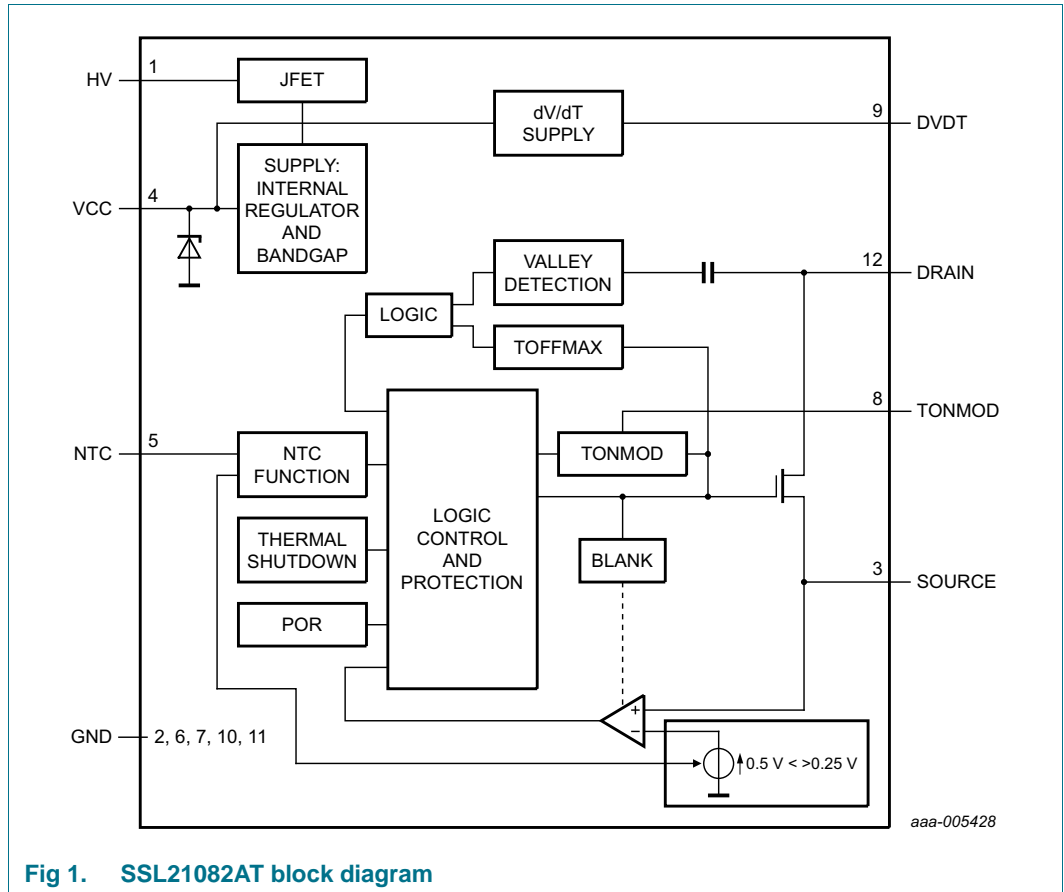 HV
1
JFET
dV/dT
SUPPLY
9
DVDT
SUPPLY:
INTERNAL
REGULATOR
AND
BANDGAP
VCC
4
VALLEY
DETECTION
12
DRAIN
LOGIC
TOFFMAX
8
TONMOD
NTC
5
NTC
FUNCTION
TONMOD
LOGIC
CONTROL
AND
PROTECTION
THERMAL
SHUTDOWN
BLANK
3
SOURCE
POR
+
−
GND
2, 6, 7, 10, 11
0.5 V < >0.25 V
aaa-005428
Fig 1. SSL21082AT block diagram